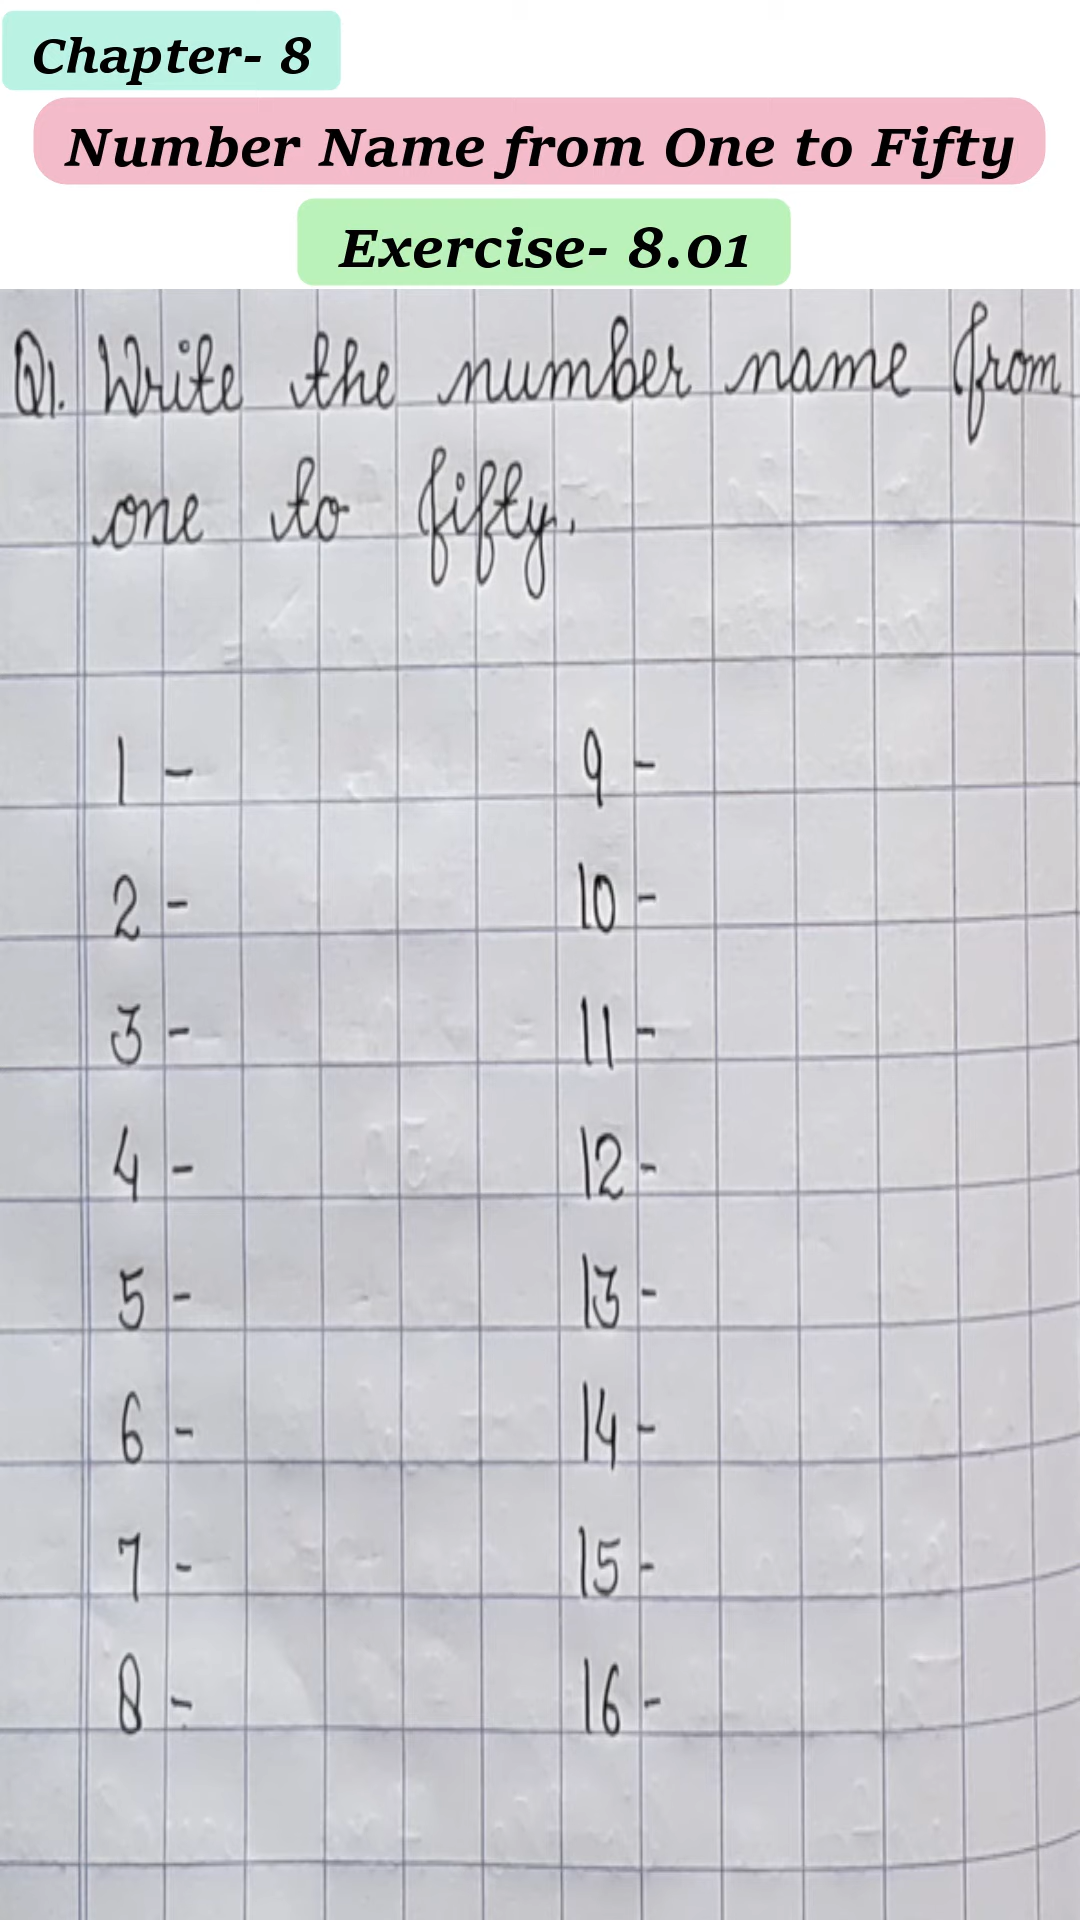 Chapter- 8
Number Name from One to Fifty
Exercise- 8.01
Q1. Write the number name from
one to fifty.
1 - 9 -
2 - 10 -
3 - 11 -
4 - 12 -
5 - 13 -
6 - 14 -
7 - 15 -
8 - 16 -